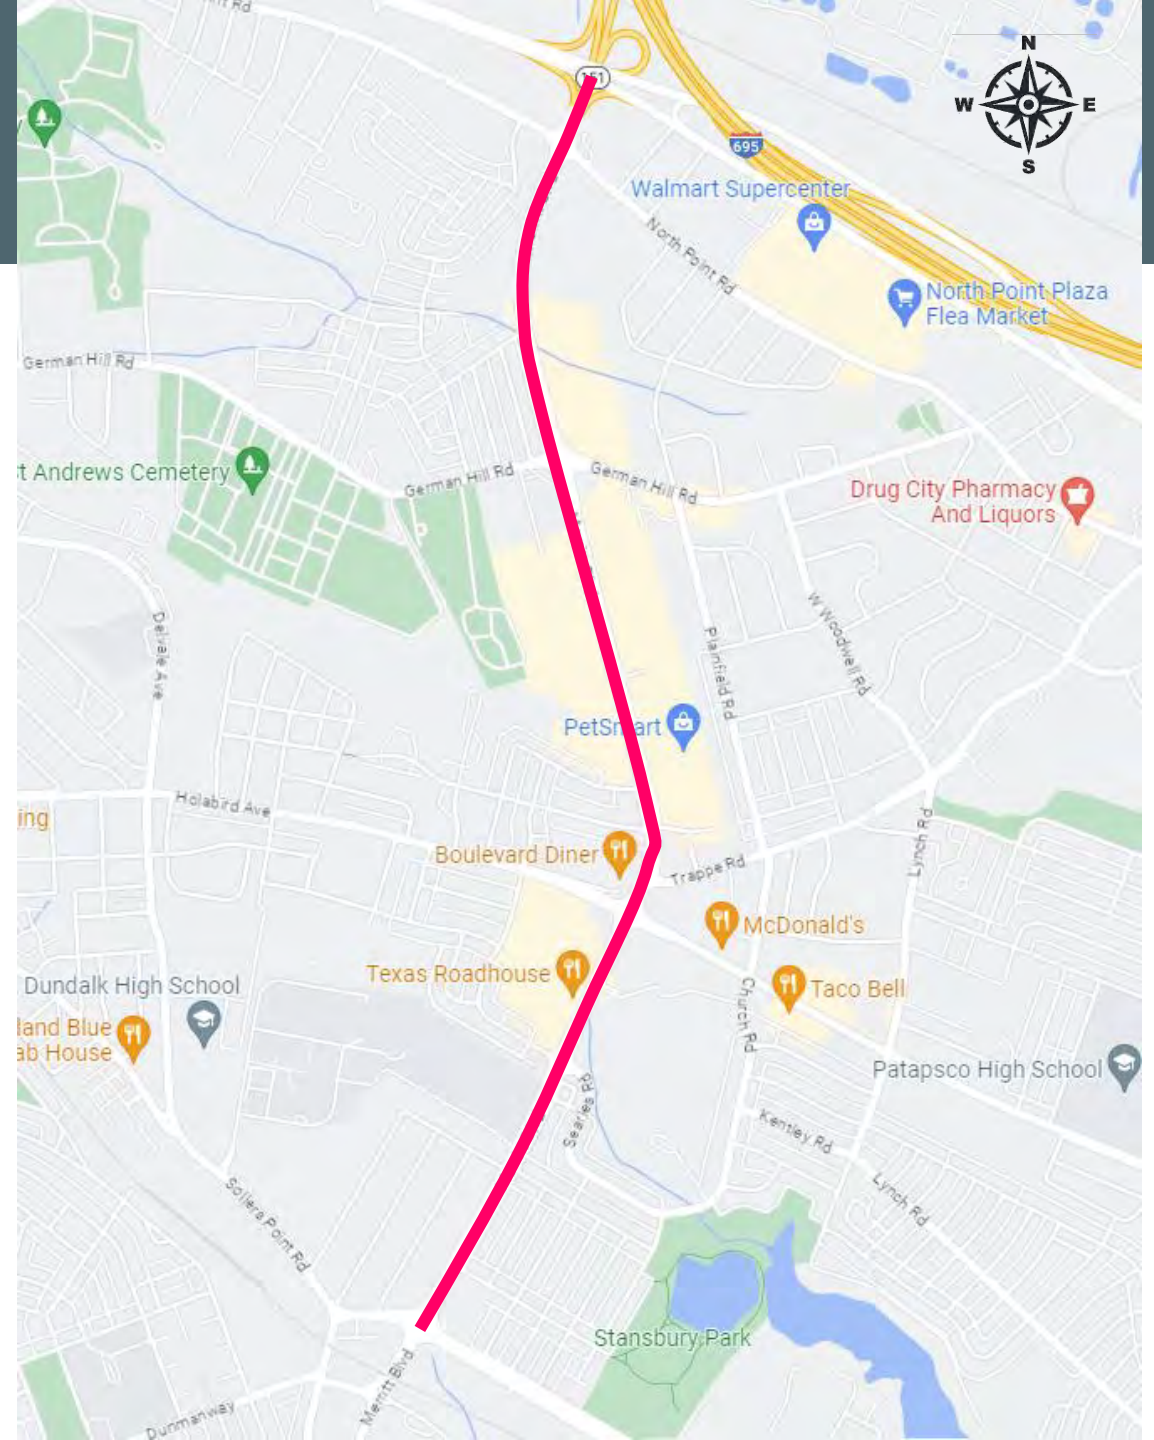 Rd
N
W
E
S
151
695
Walmart Supercenter
North Point Rd
North Point Plaza
Flea Market
German Hill Rd
t Andrews Cemetery
German Hill Rd
German Hill Rd
Drug City Pharmacy
And Liquors
Delvale Ave
W Woodwell Rd
Plainfield Rd
PetSmart
Holabird Ave
ing
Boulevard Diner
Trappe Rd
Lynch Rd
McDonald's
Texas Roadhouse
Taco Bell
Dundalk High School
land Blue
ab House
Church Rd
Patapsco High School
Searles Rd
Kentley Rd
Lynch Rd
Sollers Point Rd
Stansbury Park
Merritt Blvd
Dunmanway